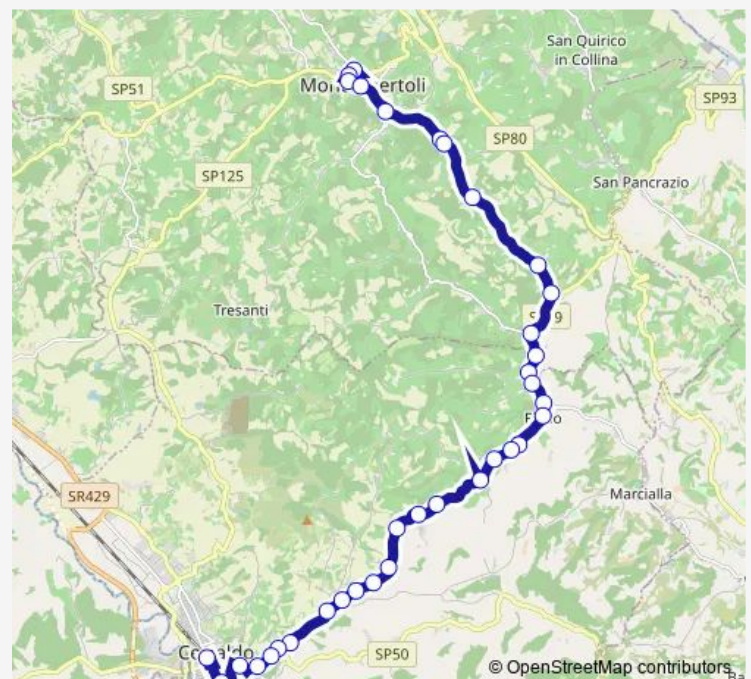 San Quirico
in Collina
SP51
SP93
SP80
SP125
San Pancrazio
Tresanti
SR429
Marcialla
SP50
© OpenStreetMap contributors